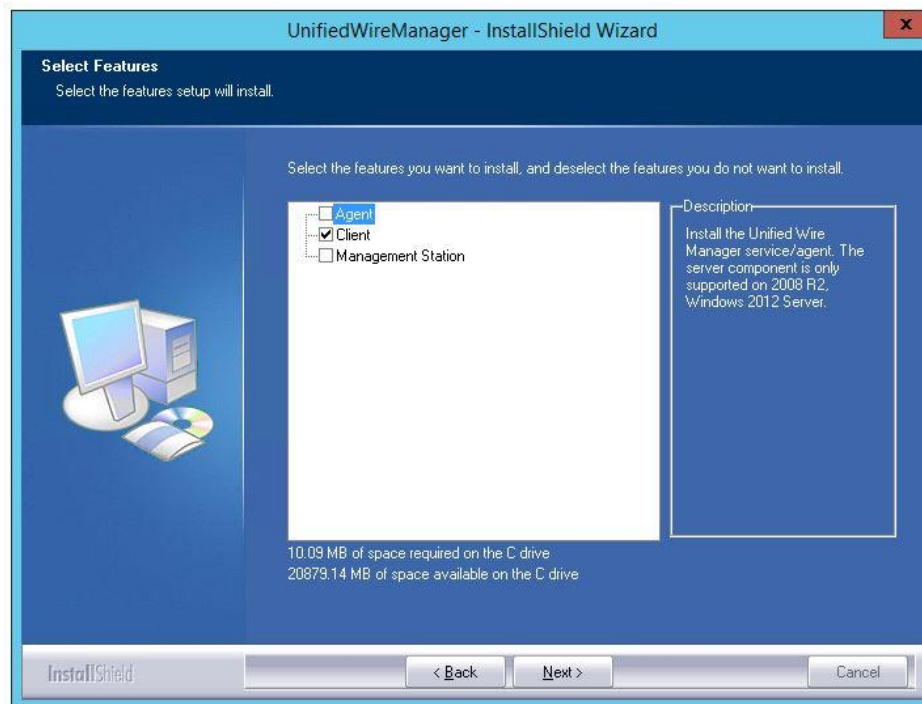 UnifiedWireManager - InstallShield Wizard
x
Select Features
Select the features setup will install.
Select the features you want to install, and deselect the features you do not want to install.
Agent
Client
Management Station
Description
Install the Unified Wire
Manager service/agent. The
server component is only
supported on 2008 R2,
Windows 2012 Server.
10.09 MB of space required on the C drive
20879.14 MB of space available on the C drive
InstallShield
< Back
Next >
Cancel